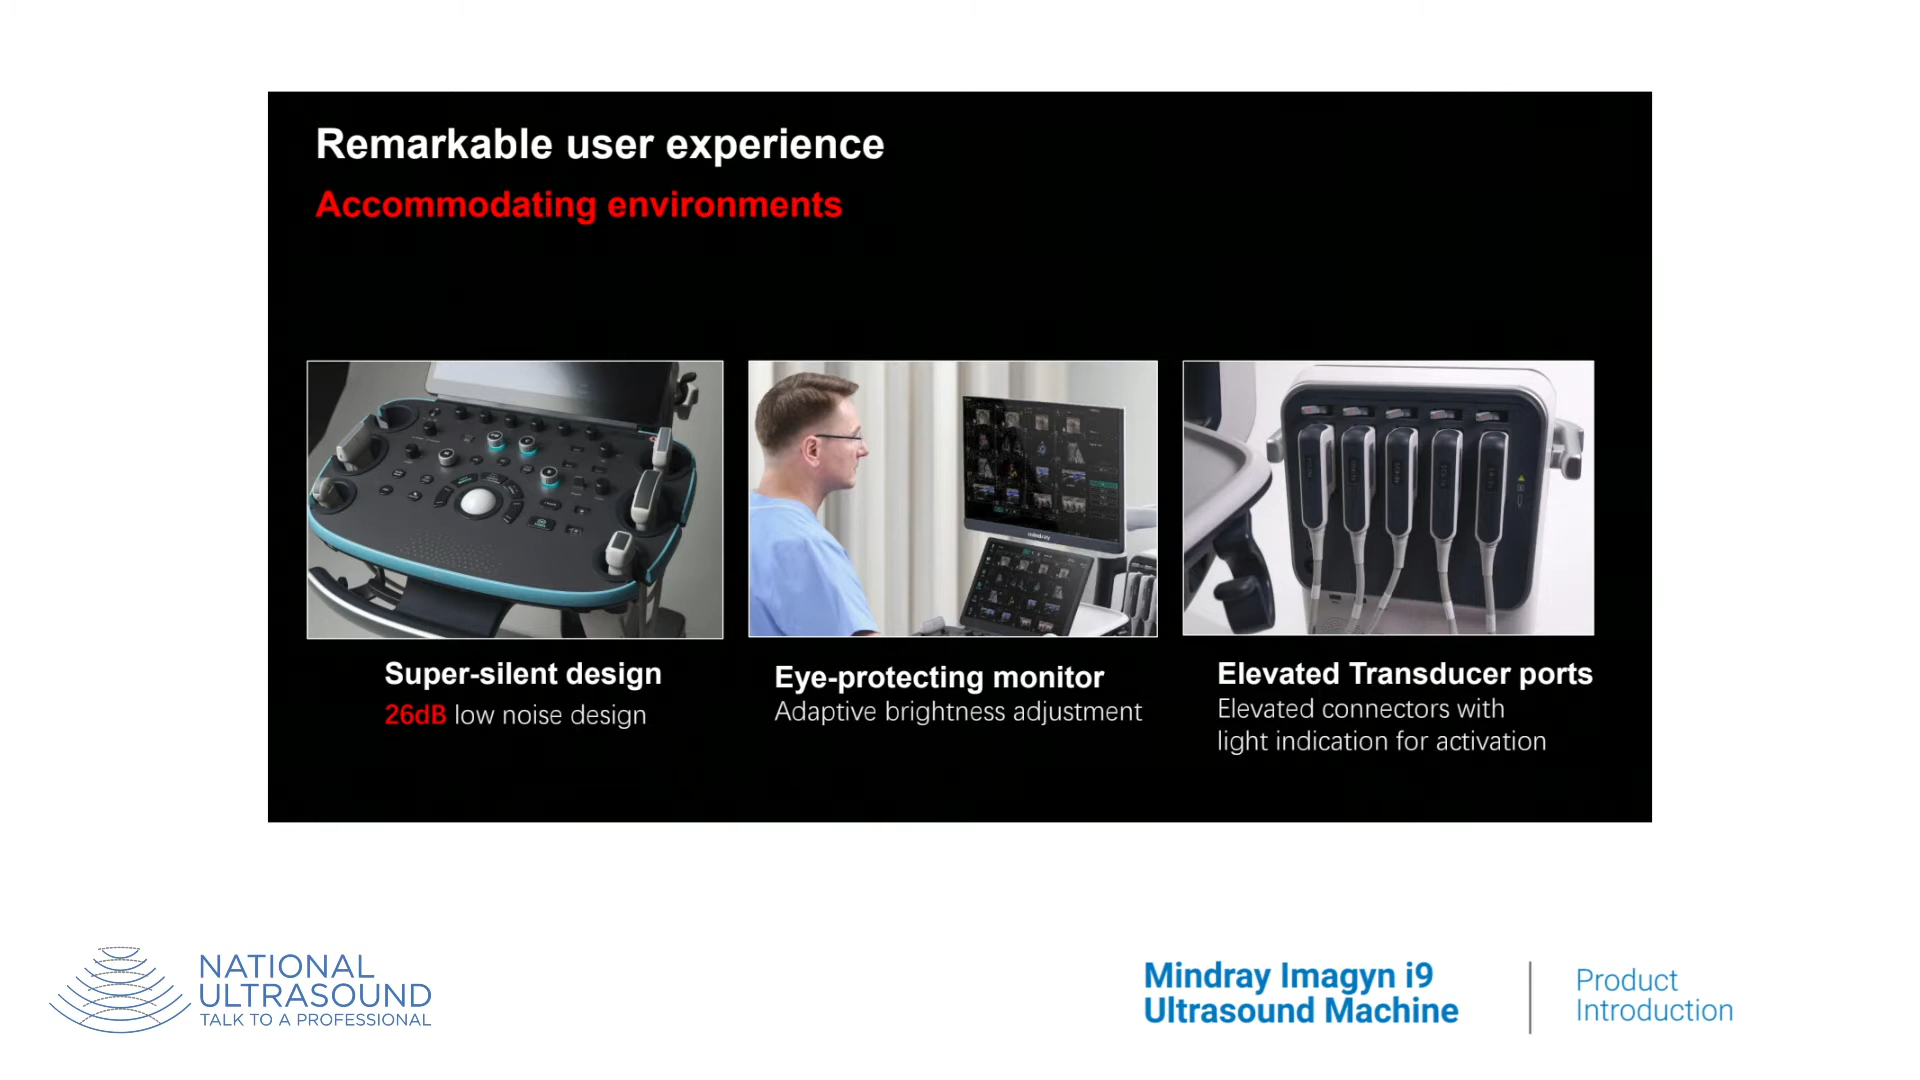 Remarkable user experience
Accommodating environments
mindray
Super-silent design
26dB low noise design
Eye-protecting monitor
Adaptive brightness adjustment
Elevated Transducer ports
Elevated connectors with
light indication for activation
NATIONAL
ULTRASOUND
TALK TO A PROFESSIONAL
Mindray Imagyn i9
Ultrasound Machine
Product
Introduction